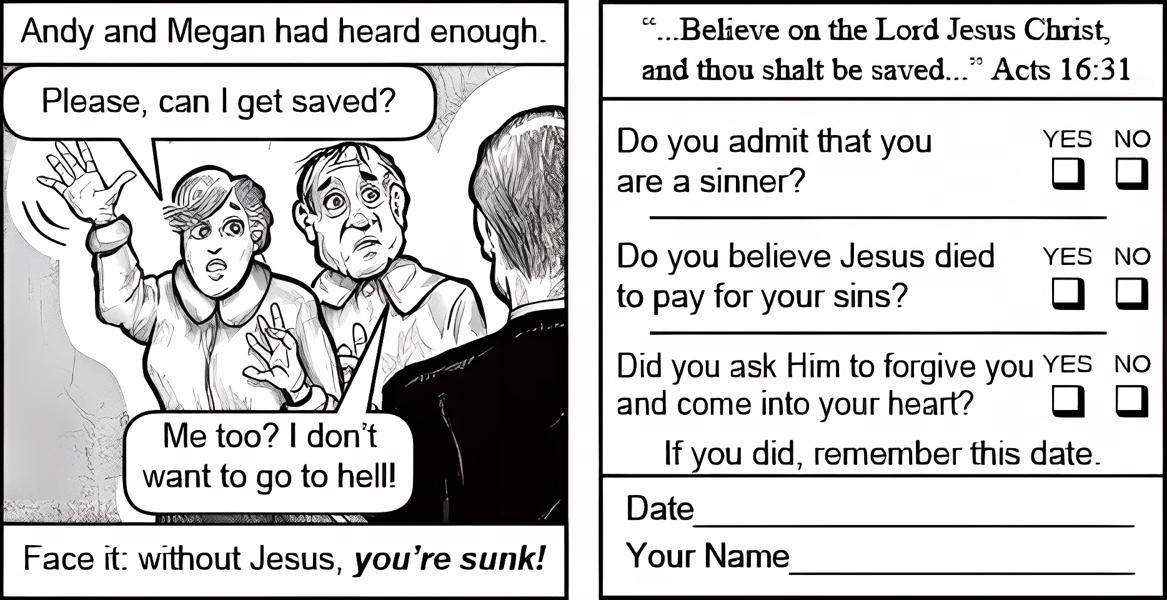 Andy and Megan had heard enough.
Please, can I get saved?
Me too? I don't
want to go to hell!
Face it: without Jesus, you're sunk!
“...Believe on the Lord Jesus Christ,
and thou shalt be saved...” Acts 16:31
Do you admit that you
are a sinner?
YES NO
Do you believe Jesus died
to pay for your sins?
YES NO
Did you ask Him to forgive you
and come into your heart?
YES NO
If you did, remember this date.
Date
Your Name